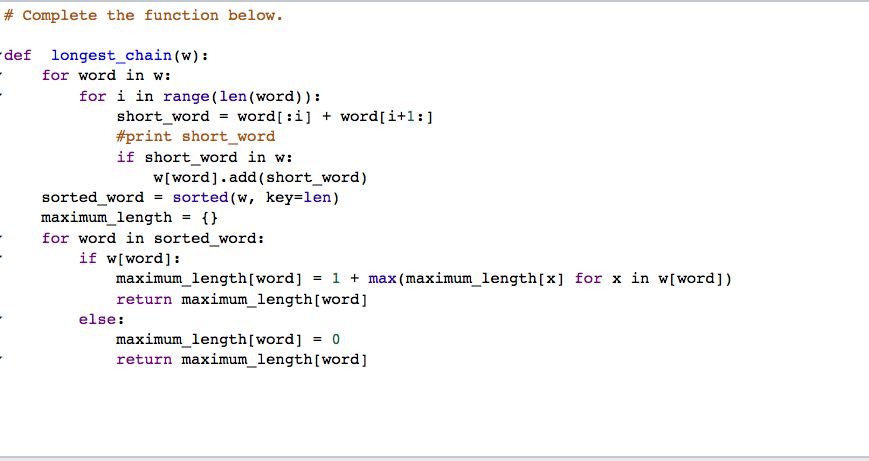 # Complete the function below.
def  longest_chain(w):
    for word in w:
        for i in range(len(word)):
            short_word = word[:i] + word[i+1:]
            #print short_word
            if short_word in w:
                w[word].add(short_word)
    sorted_word = sorted(w, key=len)
    maximum_length = {}
    for word in sorted_word:
        if w[word]:
            maximum_length[word] = 1 + max(maximum_length[x] for x in w[word])
            return maximum_length[word]
        else:
            maximum_length[word] = 0
            return maximum_length[word]